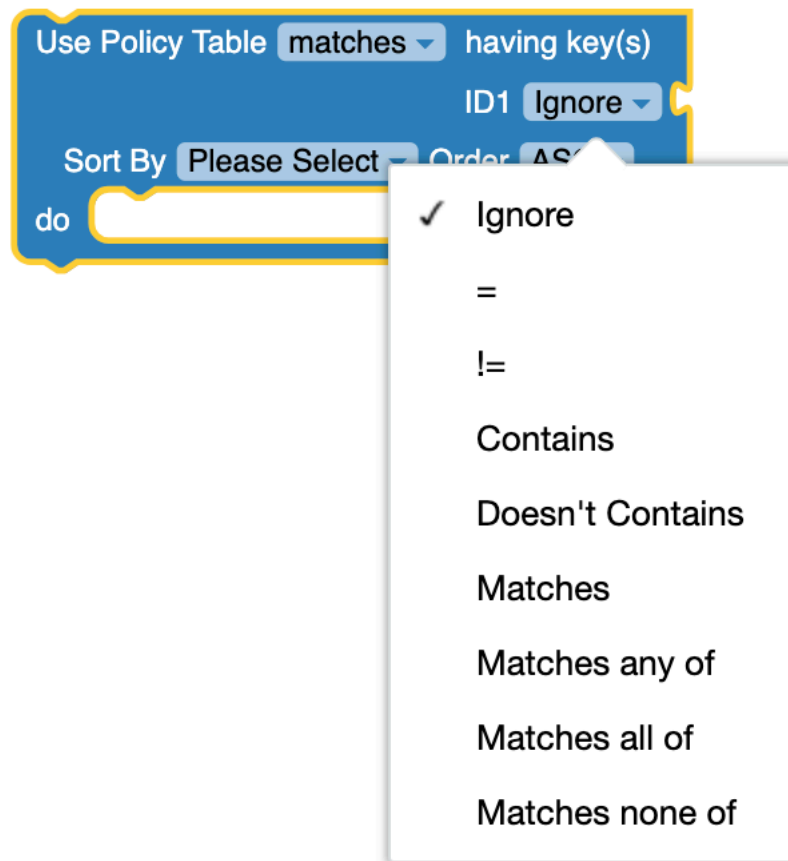 Use Policy Table matches having key(s)
ID1 Ignore
Sort By Please Select Order
do
✓ Ignore
=
!=
Contains
Doesn't Contains
Matches
Matches any of
Matches all of
Matches none of